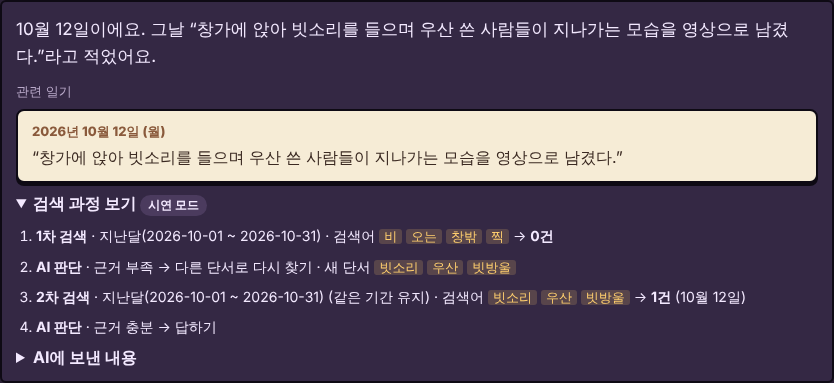 10월 12일이에요. 그날 “창가에 앉아 빗소리를 들으며 우산 쓴 사람들이 지나가는 모습을 영상으로 남겼
다.”라고 적었어요.
관련 일기
2026년 10월 12일 (월)
“창가에 앉아 빗소리를 들으며 우산 쓴 사람들이 지나가는 모습을 영상으로 남겼다.”
▼ 검색 과정 보기 시연 모드
1. 1차 검색 · 지난달(2026-10-01 ~ 2026-10-31) · 검색어 비 오는 창밖 찍 → 0건
2. AI 판단 · 근거 부족 → 다른 단서로 다시 찾기 · 새 단서 빗소리 우산 빗방울
3. 2차 검색 · 지난달(2026-10-01 ~ 2026-10-31) (같은 기간 유지) · 검색어 빗소리 우산 빗방울 → 1건 (10월 12일)
4. AI 판단 · 근거 충분 → 답하기
▶ AI에 보낸 내용